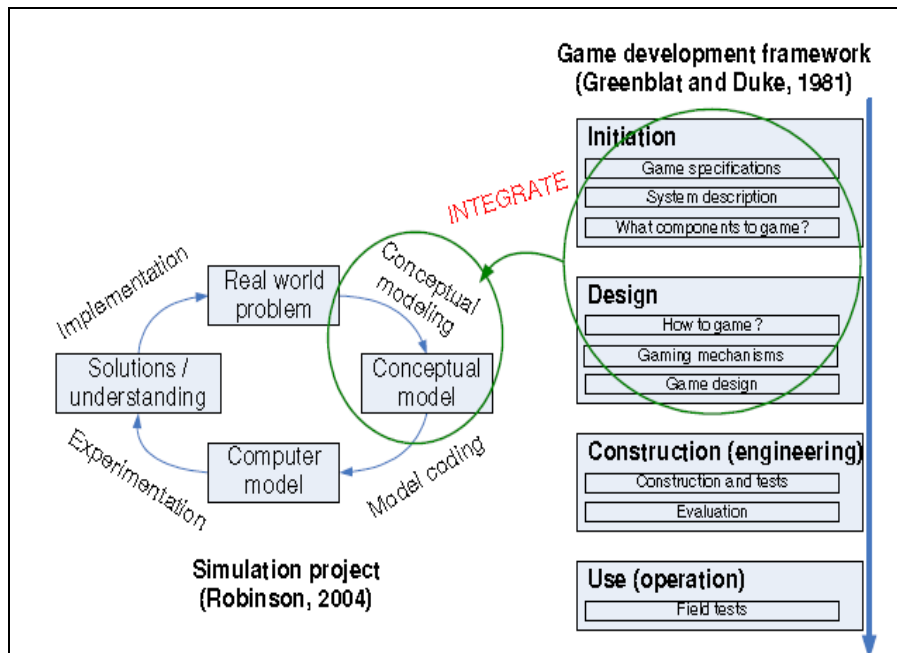 Game development framework
(Greenblat and Duke, 1981)
Initiation
Game specifications
System description
What components to game?
INTEGRATE
Design
How to game?
Gaming mechanisms
Game design
Construction (engineering)
Construction and tests
Evaluation
Use (operation)
Field tests
Implementation
Real world
problem
Conceptual
modeling
Solutions /
understanding
Conceptual
model
Experimentation
Computer
model
Model coding
Simulation project
(Robinson, 2004)